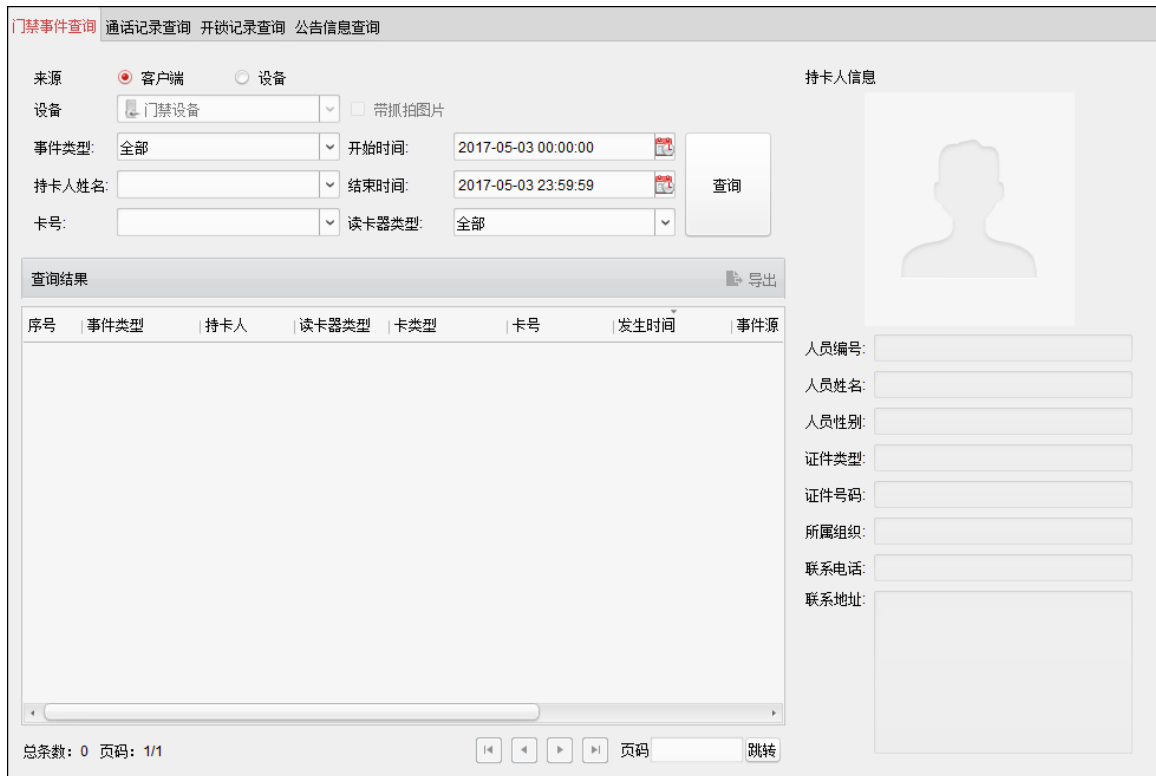 门禁事件查询 通话记录查询 开锁记录查询 公告信息查询
来源 客户端 设备
设备 门禁设备 带抓拍图片
事件类型: 全部 开始时间: 2017-05-03 00:00:00
持卡人姓名: 结束时间: 2017-05-03 23:59:59 查询
卡号: 读卡器类型: 全部
查询结果 导出
序号 事件类型 持卡人 读卡器类型 卡类型 卡号 发生时间 事件源
总条数: 0 页码: 1/1 页码 跳转
持卡人信息
人员编号:
人员姓名:
人员性别:
证件类型:
证件号码:
所属组织:
联系电话:
联系地址: